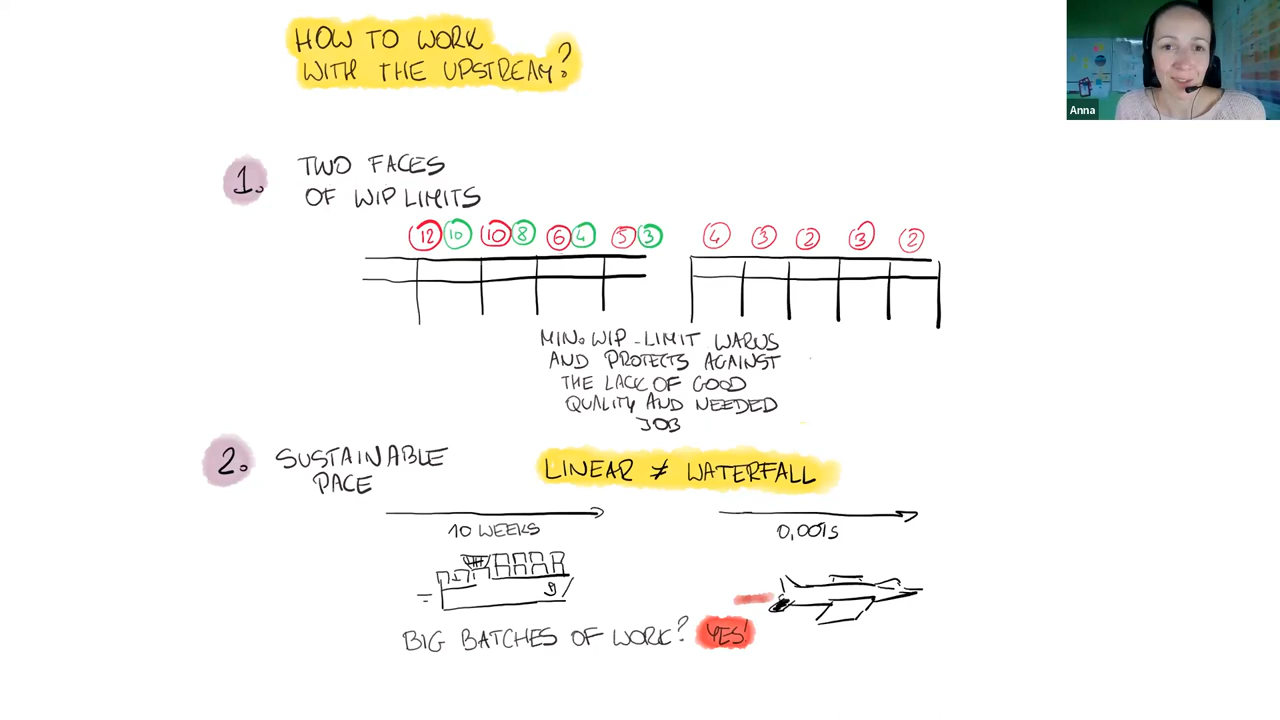 HOW TO WORK
WITH THE UPSTREAM?
Anna
1.
TWO FACES
OF WIP LIMITS
12 10 10 8 6 4 5 3 4 3 2 3 2
MIN. WIP-LIMIT WARNS
AND PROTECTS AGAINST
THE LACK OF GOOD
QUALITY AND NEEDED
JOB
2.
SUSTAINABLE
PACE
LINEAR ≠ WATERFALL
10 WEEKS
0,001s
BIG BATCHES OF WORK? YES!